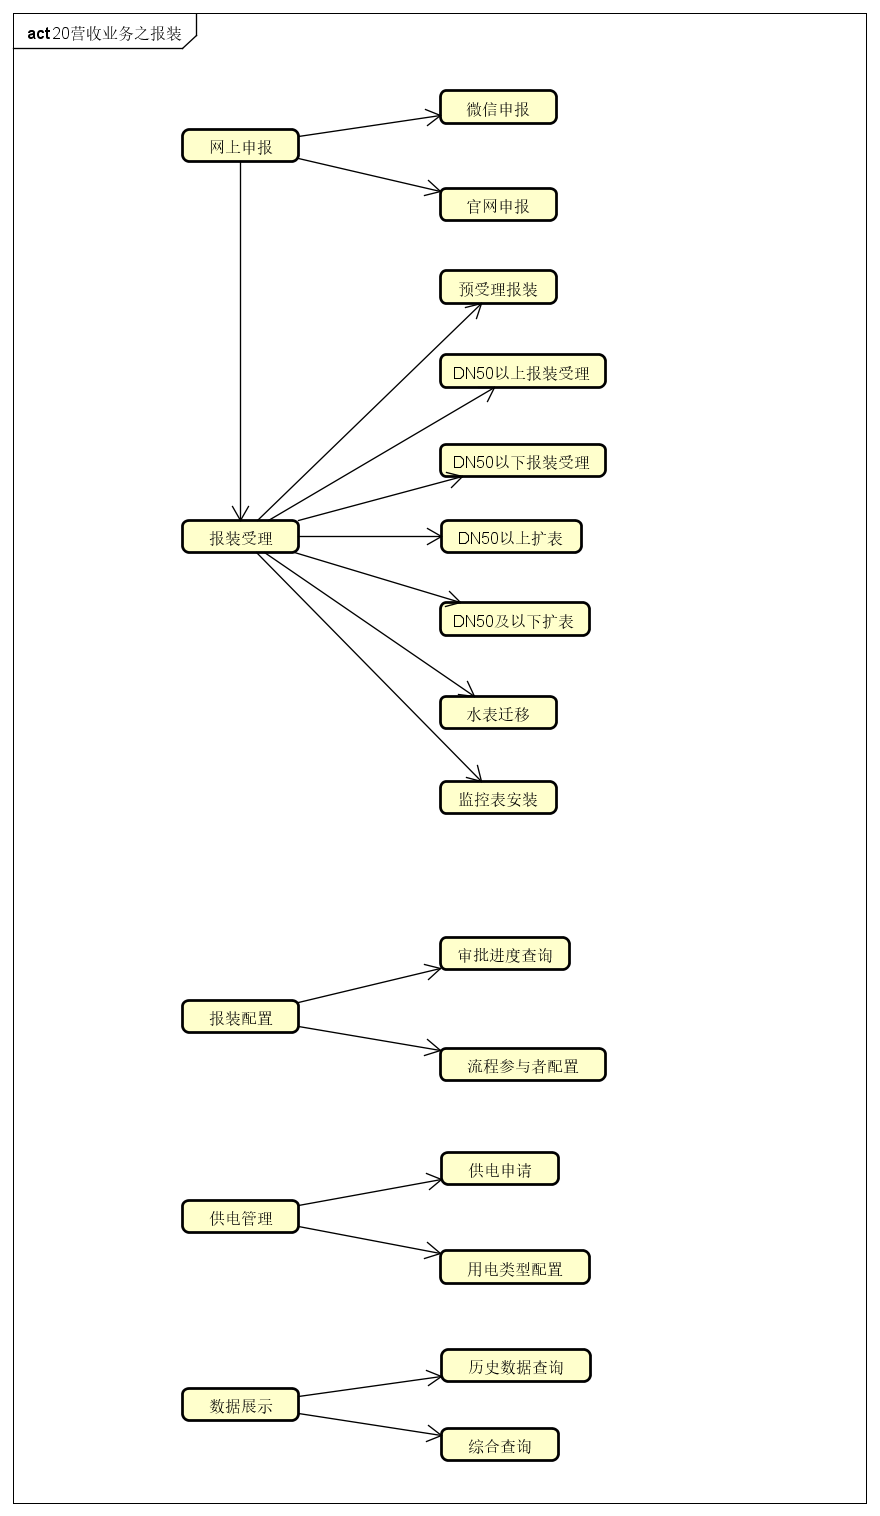 act 20营收业务之报装
微信申报
网上申报
官网申报
预受理报装
DN50以上报装受理
DN50以下报装受理
报装受理
DN50以上扩表
DN50及以下扩表
水表迁移
监控表安装
审批进度查询
报装配置
流程参与者配置
供电申请
供电管理
用电类型配置
历史数据查询
数据展示
综合查询